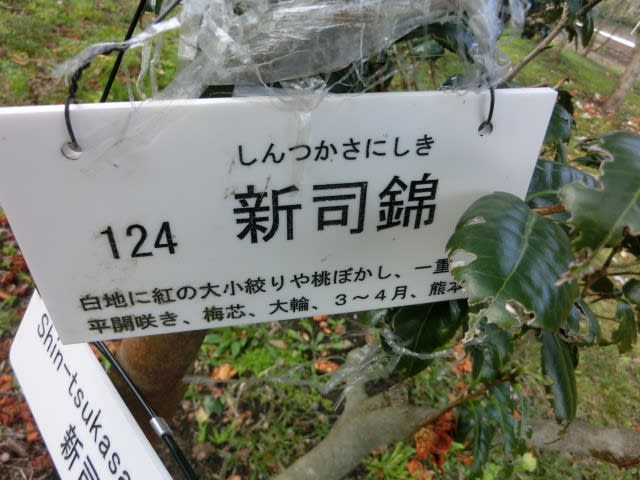 しんつかさにしき
124 新司錦
白地に紅の大小絞りや桃ぼかし、一重
平開咲き、梅芯、大輪、3〜4月、熊本
Shin-tsukasa
新司